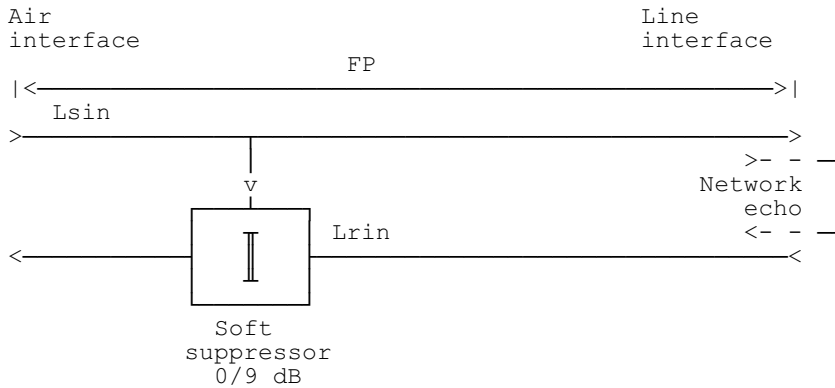 Air Line
interface interface
FP
Lsin
Network
echo
Lrin
Soft
suppressor
0/9 dB